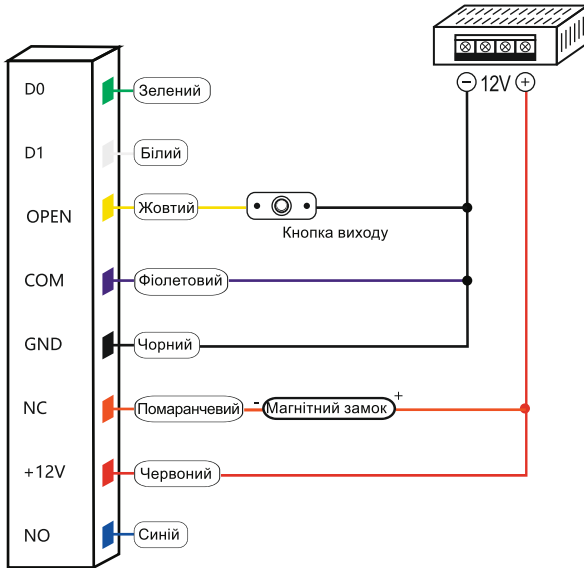 − 12V +
D0 Зелений
D1 Білий
OPEN Жовтий
Кнопка виходу
COM Фіолетовий
GND Чорний
NC Помаранчевий - Магнітний замок +
+12V Червоний
NO Синій